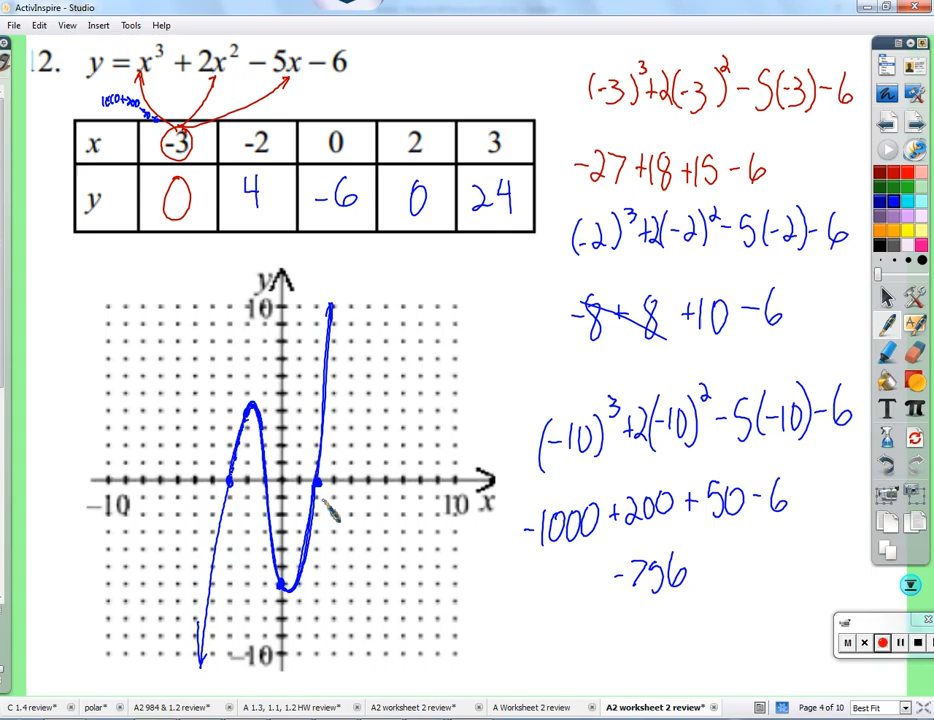 ActivInspire - Studio
File Edit View Insert Tools Help
12. y = x³ + 2x² − 5x − 6
x -3 -2 0 2 3
y 0 4 -6 0 24
(-3)³+2(-3)²-5(-3)-6
-27+18+15-6
(-2)³+2(-2)²-5(-2)-6
-8+8+10-6
(-10)³+2(-10)²-5(-10)-6
-1000+200+50-6
-756
y
10
−10 10 x
−10
M
C 1.4 review* polar* A2 984 & 1.2 review* A 1.3, 1.1, 1.2 HW review* A2 worksheet 2 review* A Worksheet 2 review A2 worksheet 2 review* Page 4 of 10 Best Fit